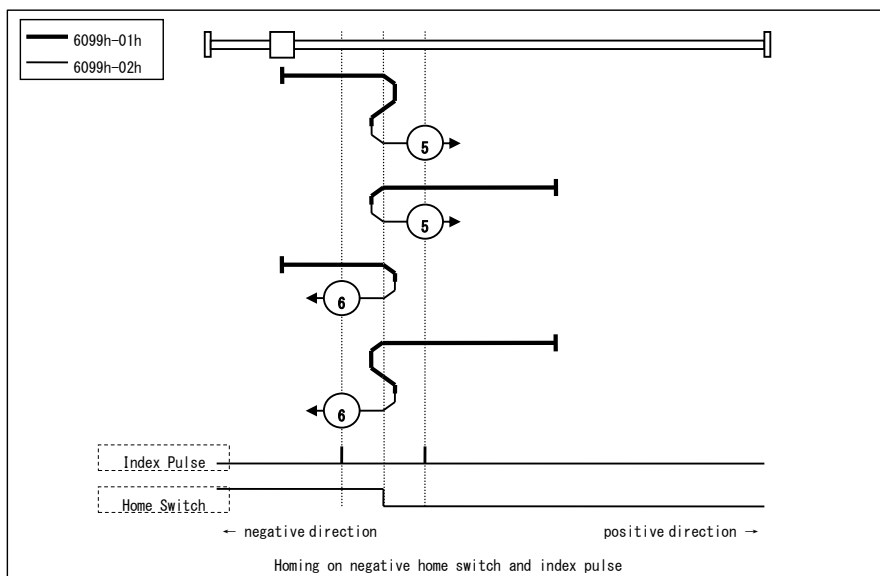 6099h-01h
6099h-02h
5
5
6
6
Index Pulse
Home Switch
← negative direction
positive direction →
Homing on negative home switch and index pulse